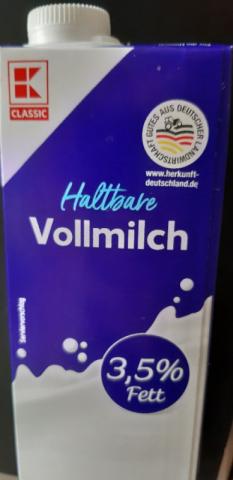 K
CLASSIC
GUTES AUS DEUTSCHER LANDWIRTSCHAFT
www.herkunft-
deutschland.de
Haltbare
Vollmilch
3,5%
Fett